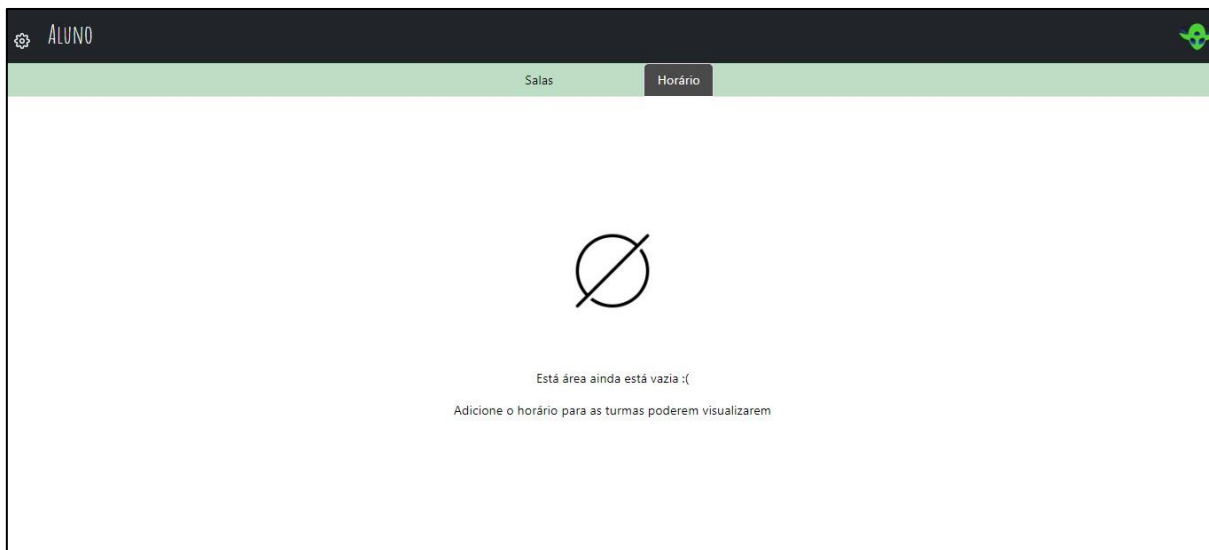 ALUNO
Salas Horário
Está área ainda está vazia :(
Adicione o horário para as turmas poderem visualizarem